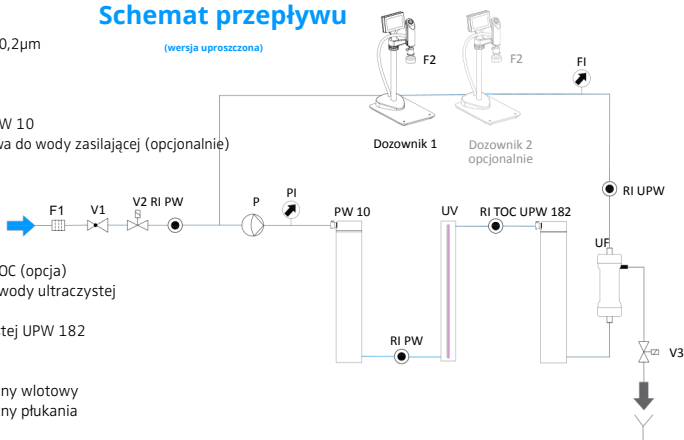 Schemat przepływu
(wersja uproszczona)
0,2µm
W 10
wa do wody zasilającej (opcjonalnie)
OC (opcja)
wody ultraczystej
tej UPW 182
ny wlotowy
ny płukania
F2
F2
FI
Dozownik 1
Dozownik 2
opcjonalnie
F1
V1
V2
RI PW
P
PI
PW 10
UV
RI TOC
UPW 182
RI UPW
UF
RI PW
V3